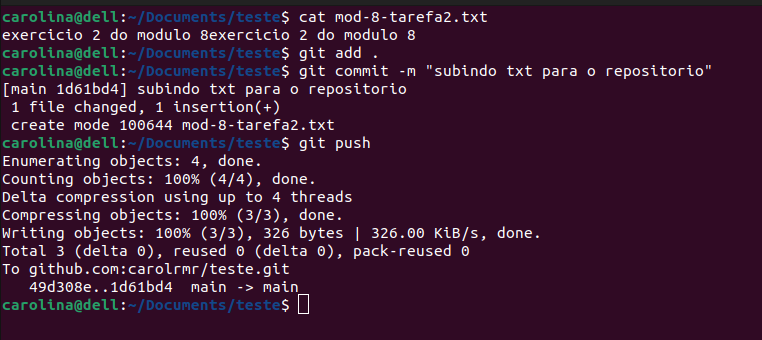 carolina@dell:~/Documents/teste$ cat mod-8-tarefa2.txt
exercicio 2 do modulo 8exercicio 2 do modulo 8
carolina@dell:~/Documents/teste$ git add .
carolina@dell:~/Documents/teste$ git commit -m "subindo txt para o repositorio"
[main 1d61bd4] subindo txt para o repositorio
 1 file changed, 1 insertion(+)
 create mode 100644 mod-8-tarefa2.txt
carolina@dell:~/Documents/teste$ git push
Enumerating objects: 4, done.
Counting objects: 100% (4/4), done.
Delta compression using up to 4 threads
Compressing objects: 100% (3/3), done.
Writing objects: 100% (3/3), 326 bytes | 326.00 KiB/s, done.
Total 3 (delta 0), reused 0 (delta 0), pack-reused 0
To github.com:carolrmr/teste.git
   49d308e..1d61bd4  main -> main
carolina@dell:~/Documents/teste$